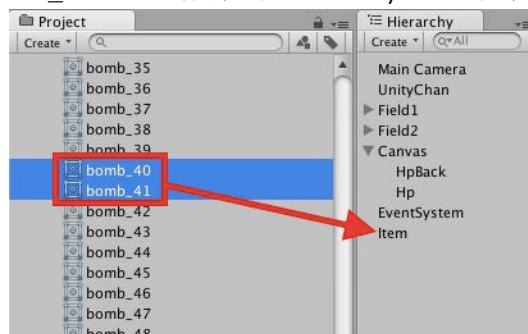 Project
Create
bomb_35
bomb_36
bomb_37
bomb_38
bomb_39
bomb_40
bomb_41
bomb_42
bomb_43
bomb_44
bomb_45
bomb_46
bomb_47
bomb_48
Hierarchy
Create All
Main Camera
UnityChan
Field1
Field2
Canvas
HpBack
Hp
EventSystem
Item